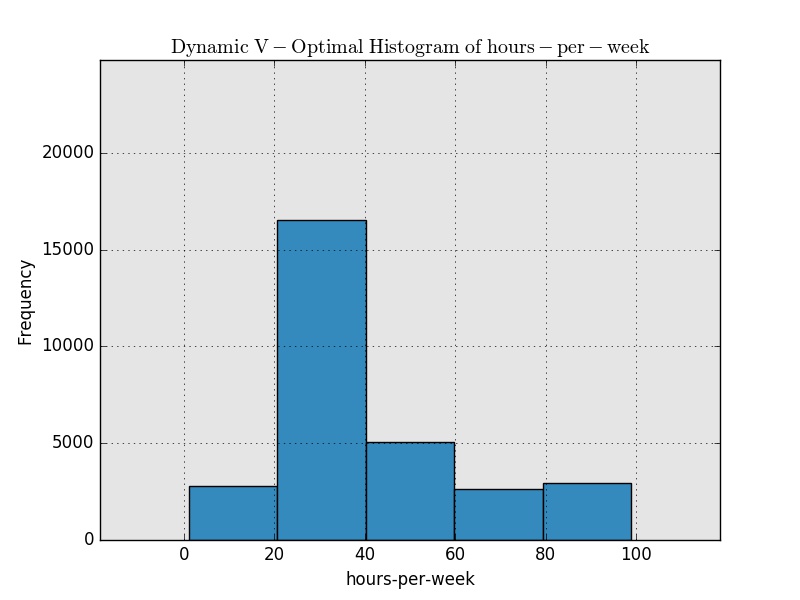 Dynamic V − Optimal Histogram of hours − per − week
20000
15000
10000
5000
0
Frequency
0 20 40 60 80 100
hours-per-week